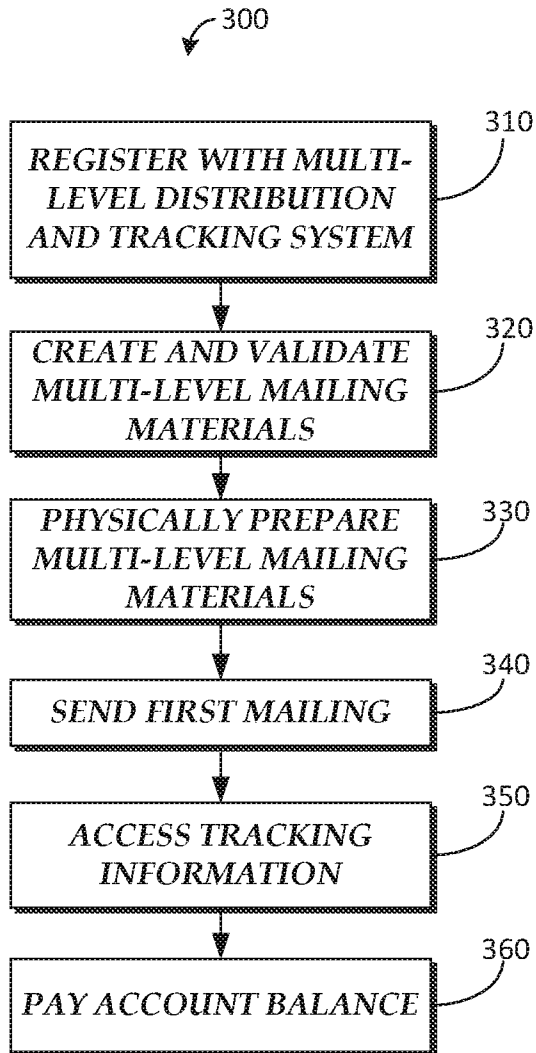 300
310
REGISTER WITH MULTI-
LEVEL DISTRIBUTION
AND TRACKING SYSTEM
320
CREATE AND VALIDATE
MULTI-LEVEL MAILING
MATERIALS
330
PHYSICALLY PREPARE
MULTI-LEVEL MAILING
MATERIALS
340
SEND FIRST MAILING
350
ACCESS TRACKING
INFORMATION
360
PAY ACCOUNT BALANCE